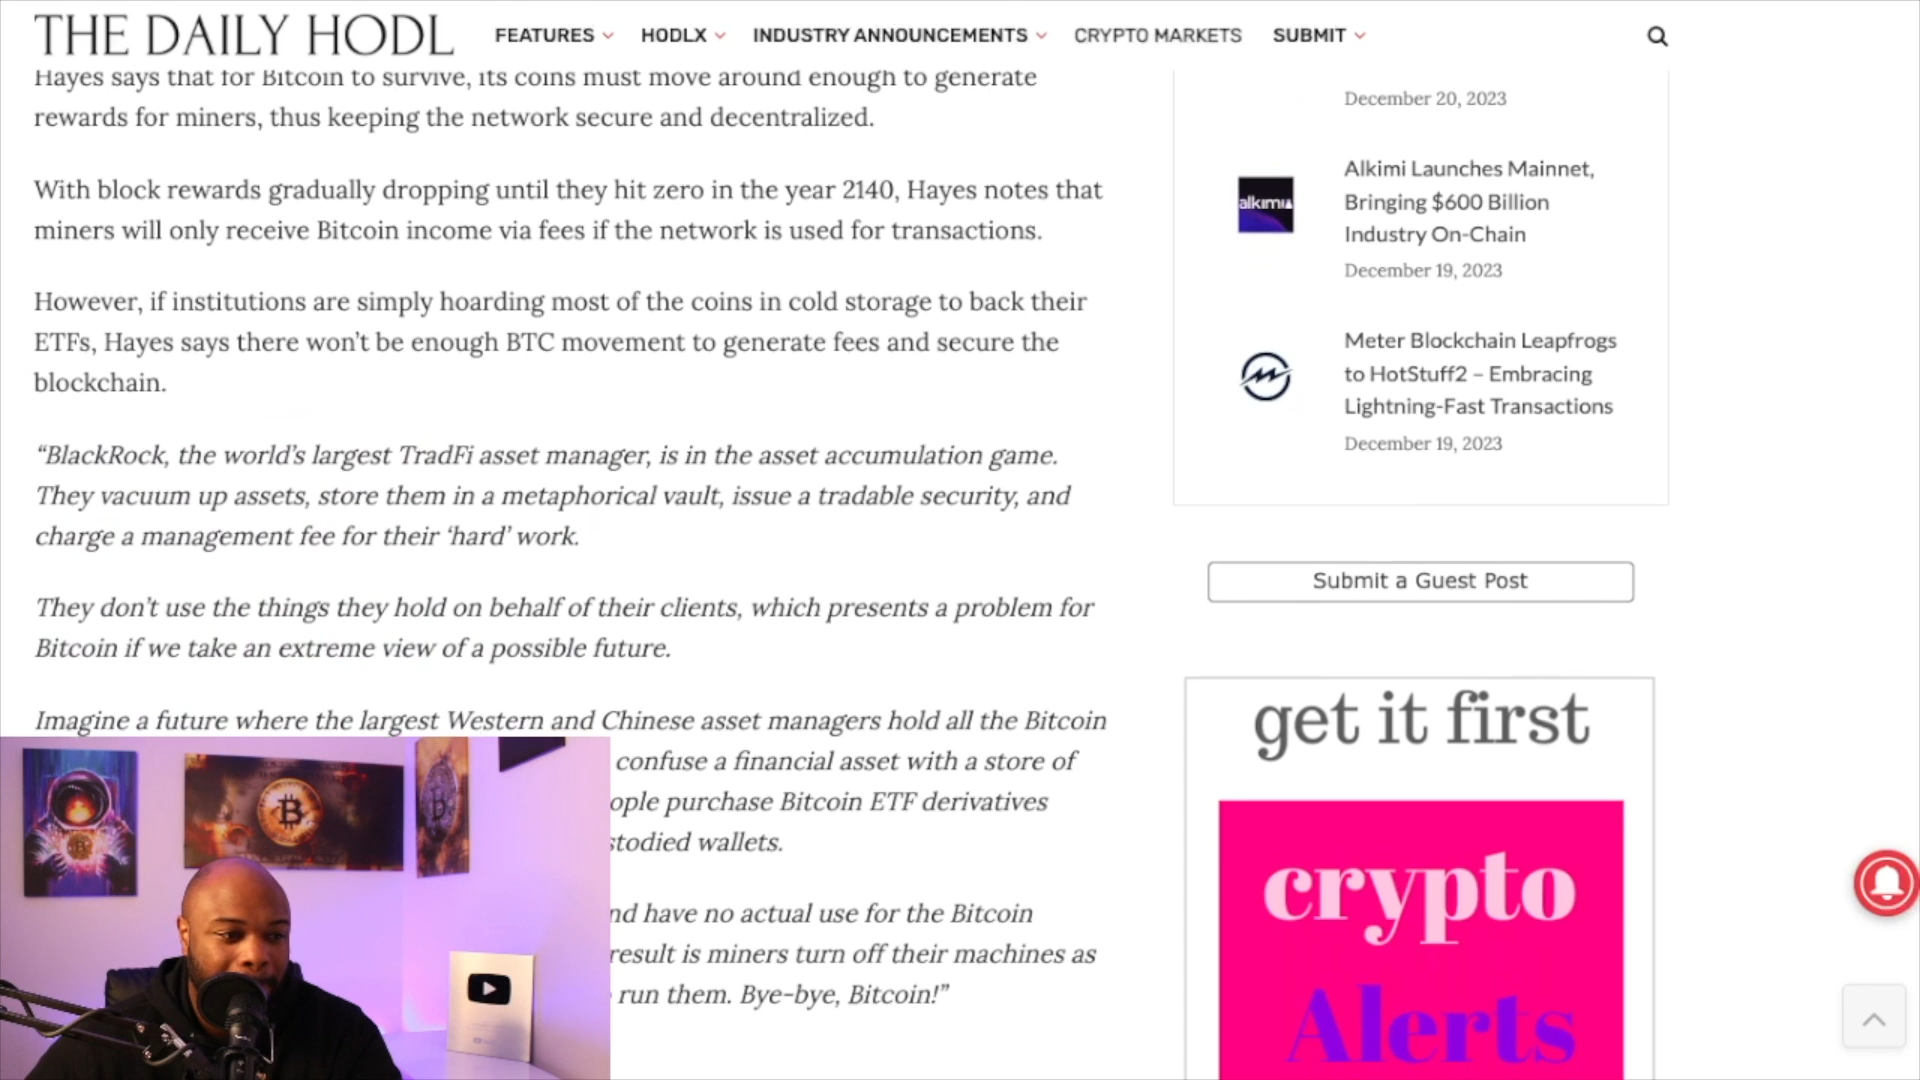 THE DAILY HODL
FEATURES
HODLX
INDUSTRY ANNOUNCEMENTS
CRYPTO MARKETS
SUBMIT
Hayes says that for Bitcoin to survive, its coins must move around enough to generate
rewards for miners, thus keeping the network secure and decentralized.
With block rewards gradually dropping until they hit zero in the year 2140, Hayes notes that
miners will only receive Bitcoin income via fees if the network is used for transactions.
However, if institutions are simply hoarding most of the coins in cold storage to back their
ETFs, Hayes says there won’t be enough BTC movement to generate fees and secure the
blockchain.
“BlackRock, the world’s largest TradFi asset manager, is in the asset accumulation game.
They vacuum up assets, store them in a metaphorical vault, issue a tradable security, and
charge a management fee for their ‘hard’ work.
They don’t use the things they hold on behalf of their clients, which presents a problem for
Bitcoin if we take an extreme view of a possible future.
Imagine a future where the largest Western and Chinese asset managers hold all the Bitcoin
confuse a financial asset with a store of
ople purchase Bitcoin ETF derivatives
stodied wallets.
nd have no actual use for the Bitcoin
result is miners turn off their machines as
run them. Bye-bye, Bitcoin!”
December 20, 2023
alkimi
Alkimi Launches Mainnet,
Bringing $600 Billion
Industry On-Chain
December 19, 2023
Meter Blockchain Leapfrogs
to HotStuff2 – Embracing
Lightning-Fast Transactions
December 19, 2023
Submit a Guest Post
get it first
crypto
Alerts